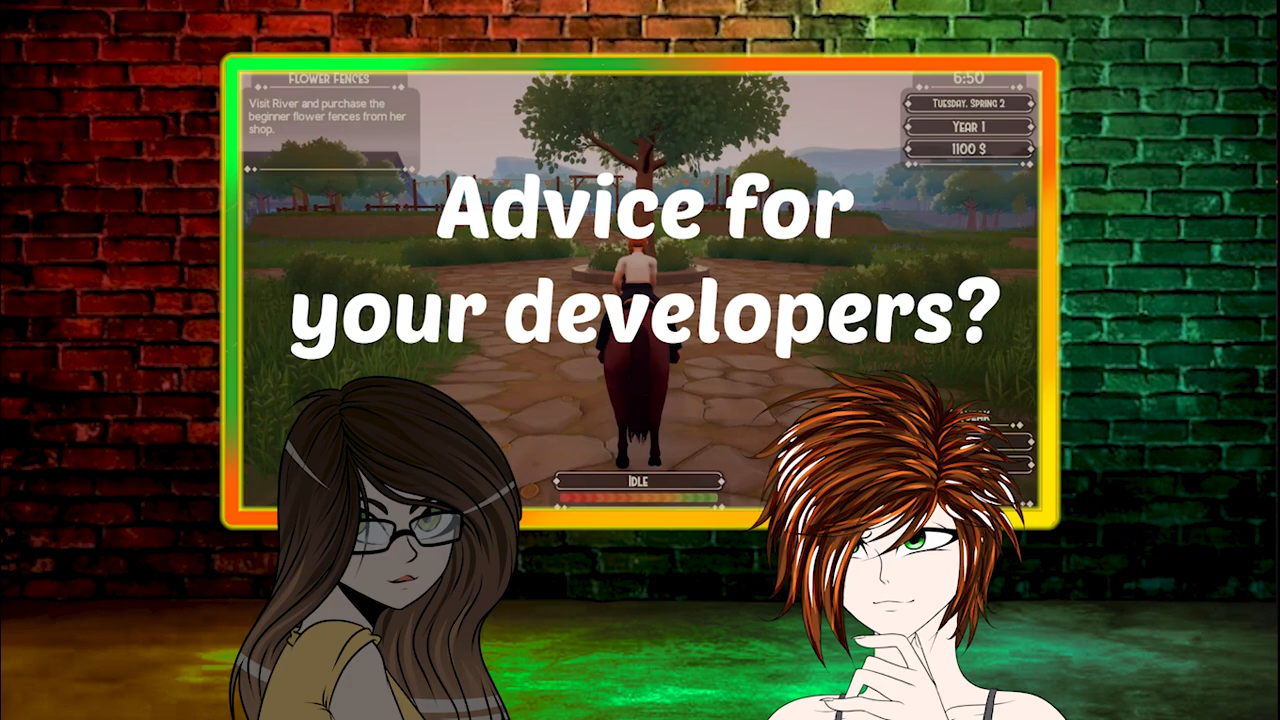 FLOWER FENCES
Visit River and purchase the
beginner flower fences from her
shop.
6:50
TUESDAY, SPRING 2
YEAR 1
1100 $
Advice for
your developers?
IDLE